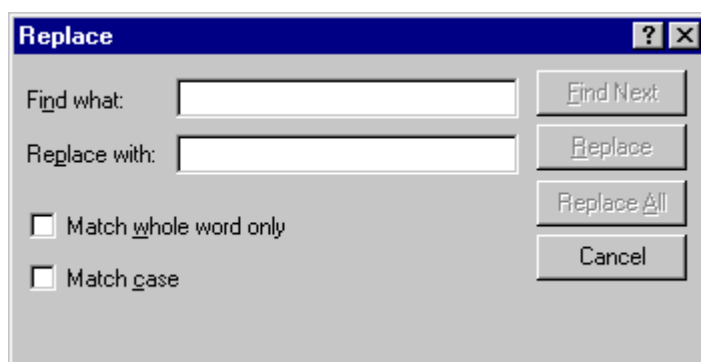 Replace
Find what:
Find Next
Replace with:
Replace
Replace All
Match whole word only
Cancel
Match case